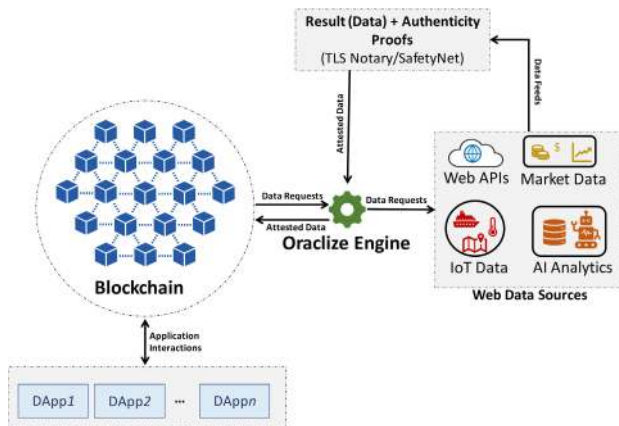 Result (Data) + Authenticity
Proofs
(TLS Notary/SafetyNet)
Attested Data
Data Feeds
Web APIs
$
Market Data
Data Requests
Data Requests
Attested Data
Oraclize Engine
Blockchain
IoT Data
AI Analytics
Web Data Sources
Application
Interactions
DApp1
DApp2
...
DAppn